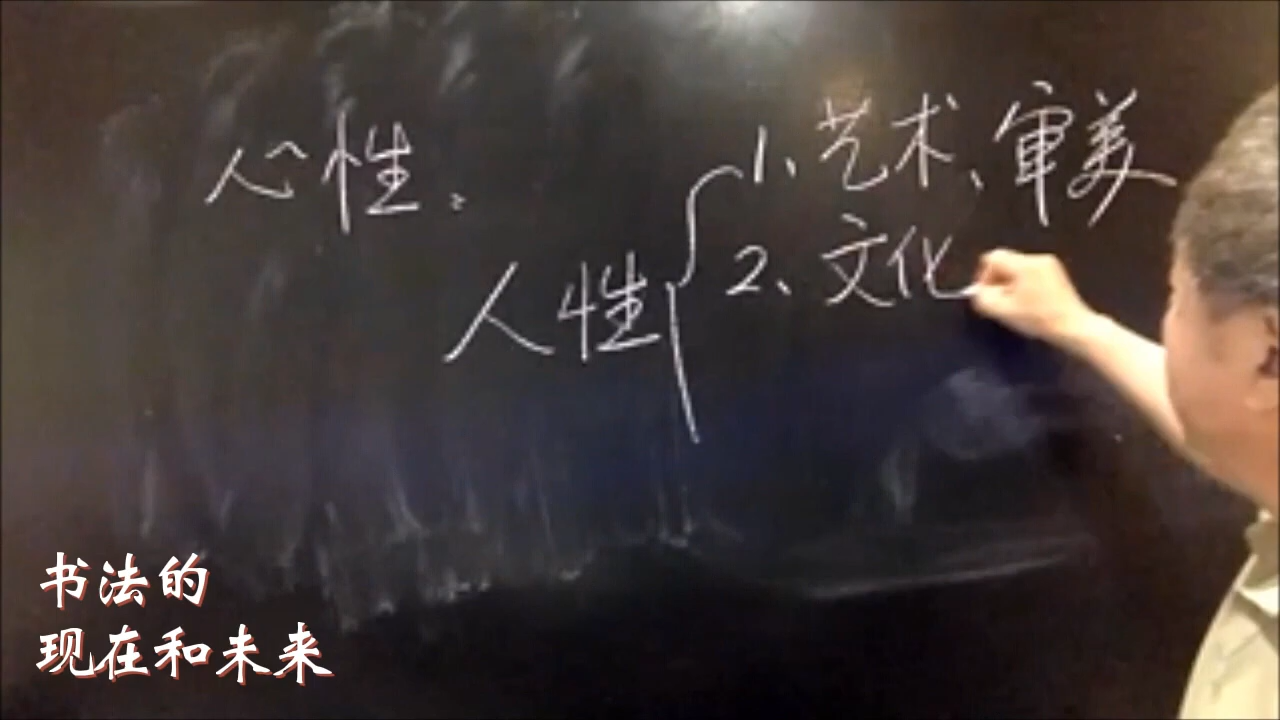 心性、
人性
1、艺术、审美
2、文化
书法的
现在和未来